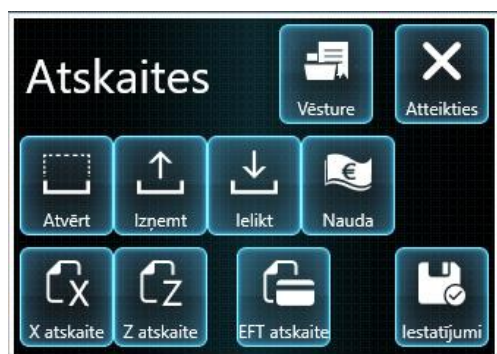 Atskaites
Vēsture
Atteikties
Atvērt
Izņemt
Ielikt
Nauda
X atskaite
Z atskaite
EFT atskaite
Iestatījumi